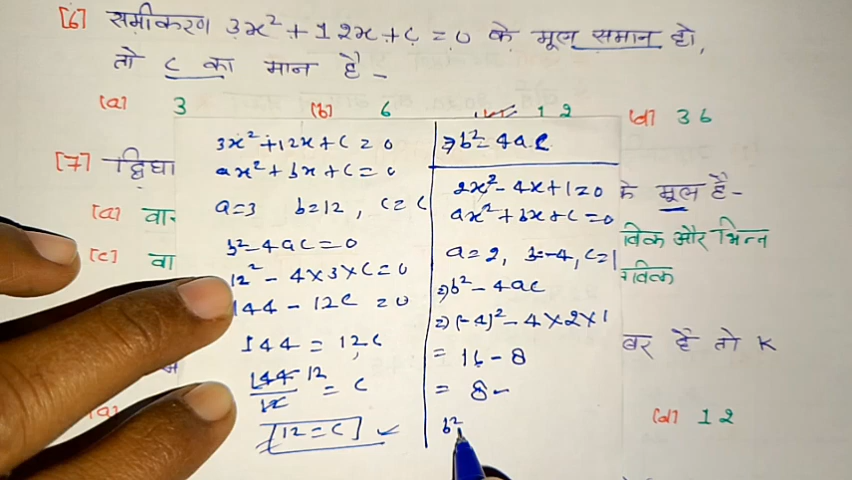 [6] समीकरण 3x² + 12x + c = 0 के मूल समान हो,
तो c का मान है -
(a) 3 (b) 6 12 (d) 36
[7] द्विघा
के मूल है -
(a) वा
विक और भिन्न
(c) वा
विक
बर है तो K
(a)
(d) 12
3x² + 12x + c = 0
ax² + bx + c = 0
a=3 b=12, c=c
b²-4ac=0
12² - 4×3×c=0
144 - 12c = 0
144 = 12c
144 12 / 12 = c
12 = c
⇒ b² - 4ac
2x² - 4x + 1 = 0
ax² + bx + c = 0
a=2, b=-4, c=1
⇒ b² - 4ac
⇒ (-4)² - 4×2×1
= 16 - 8
= 8
b²